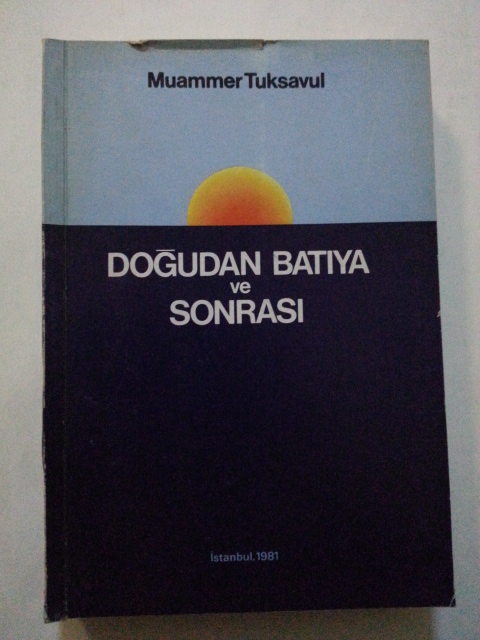 Muammer Tuksavul
DOĞUDAN BATIYA
ve
SONRASI
İstanbul.1981